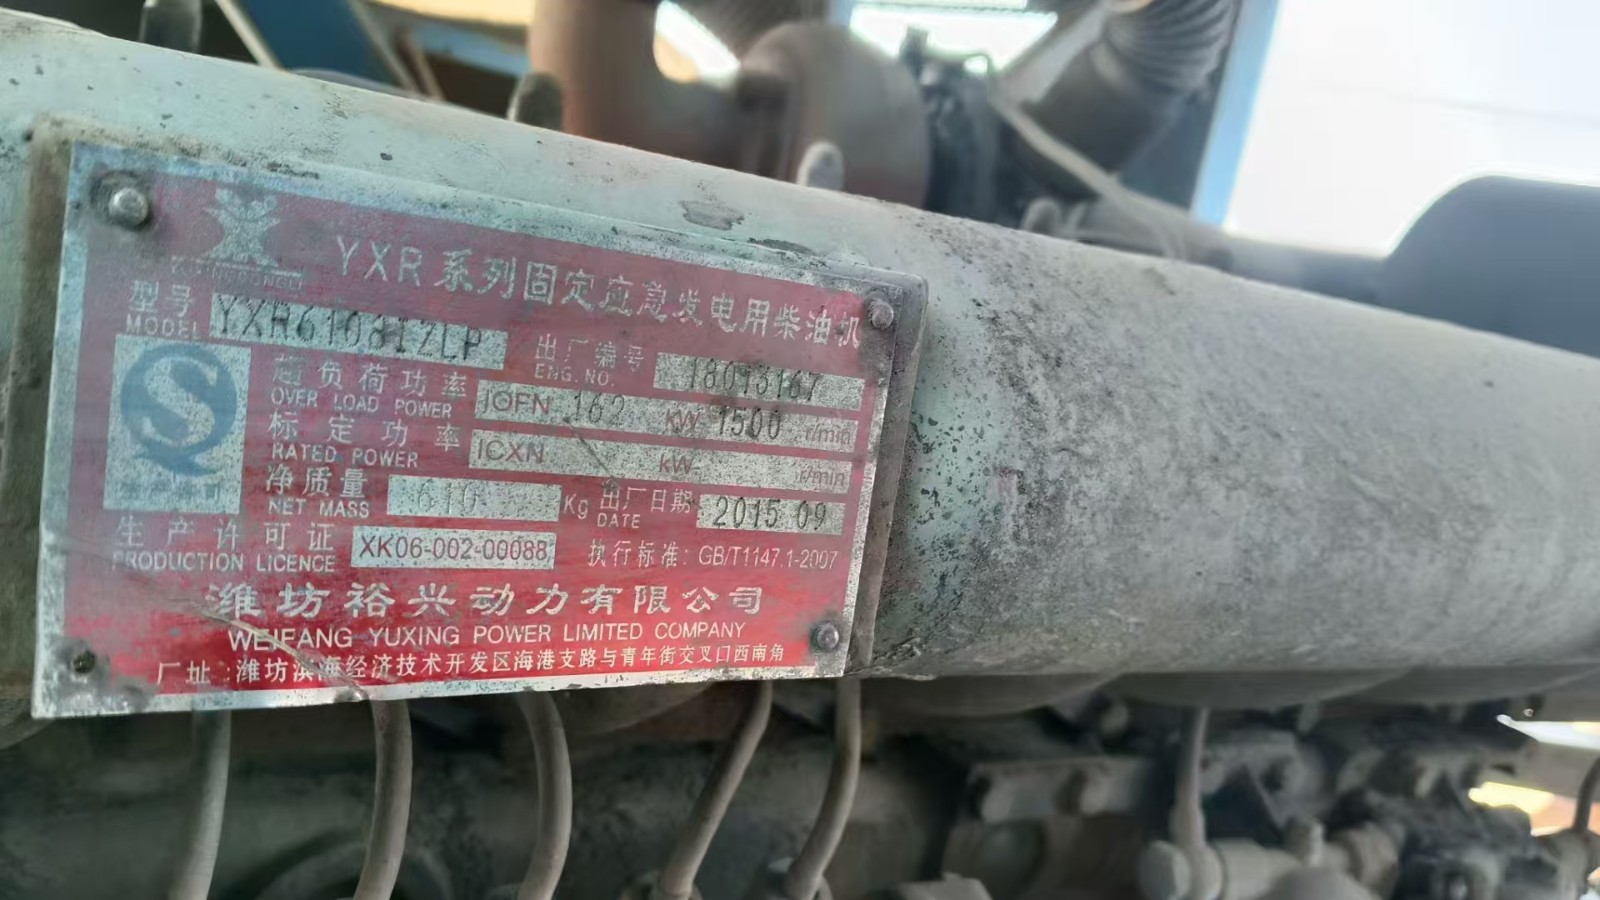 YXR系列固定应急发电用柴油机
型号 MODEL YXR6108IZLP
出厂编号 ENG.NO. 18013167
超负荷功率 OVER LOAD POWER IOFN 162 kW 1500 r/min
标定功率 RATED POWER ICXN kW r/min
净质量 NET MASS 610 Kg 出厂日期 DATE 2015 09
生产许可证 PRODUCTION LICENCE XK06-002-00088 执行标准: GB/T1147.1-2007
潍坊裕兴动力有限公司
WEIFANG YUXING POWER LIMITED COMPANY
厂址:潍坊滨海经济技术开发区海港支路与青年街交叉口西南角